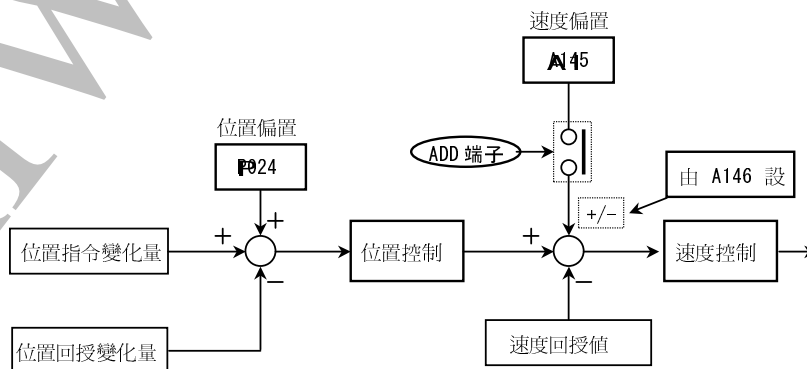 速度偏置
A145
位置偏置
P024
ADD 端子
由 A146 設
+/-
+
+
+
位置指令變化量
位置控制
速度控制
-
-
位置回授變化量
速度回授值